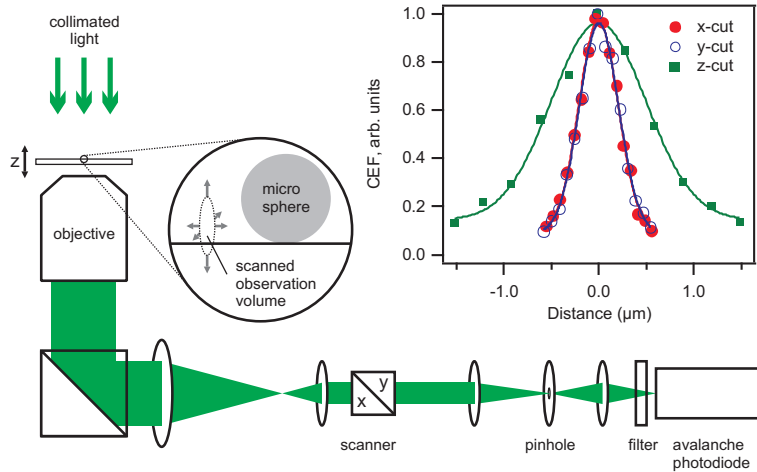 collimated
light
z
objective
micro
sphere
scanned
observation
volume
x
y
scanner
pinhole
filter
avalanche
photodiode
CEF, arb. units
1.0
0.8
0.6
0.4
0.2
0.0
-1.0
0.0
1.0
Distance (µm)
x-cut
y-cut
z-cut